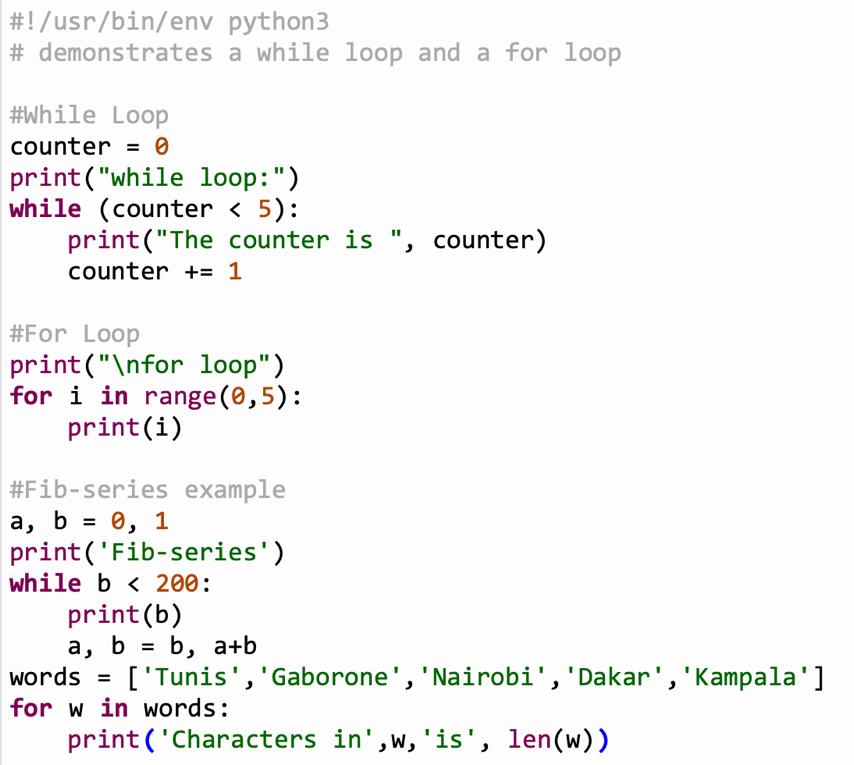 #!/usr/bin/env python3
# demonstrates a while loop and a for loop

#While Loop
counter = 0
print("while loop:")
while (counter < 5):
    print("The counter is ", counter)
    counter += 1

#For Loop
print("\nfor loop")
for i in range(0,5):
    print(i)

#Fib-series example
a, b = 0, 1
print('Fib-series')
while b < 200:
    print(b)
    a, b = b, a+b
words = ['Tunis','Gaborone','Nairobi','Dakar','Kampala']
for w in words:
    print('Characters in',w,'is', len(w))